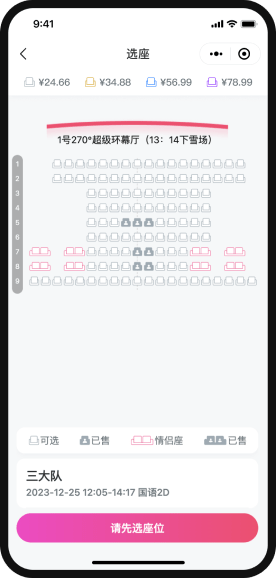 9:41
选座
¥24.66 ¥34.88 ¥56.99 ¥78.99
1号270°超级环幕厅（13：14下雪场）
1
2
3
4
5
6
7
8
9
可选 已售 情侣座 已售
三大队
2023-12-25 12:05-14:17 国语2D
请先选座位